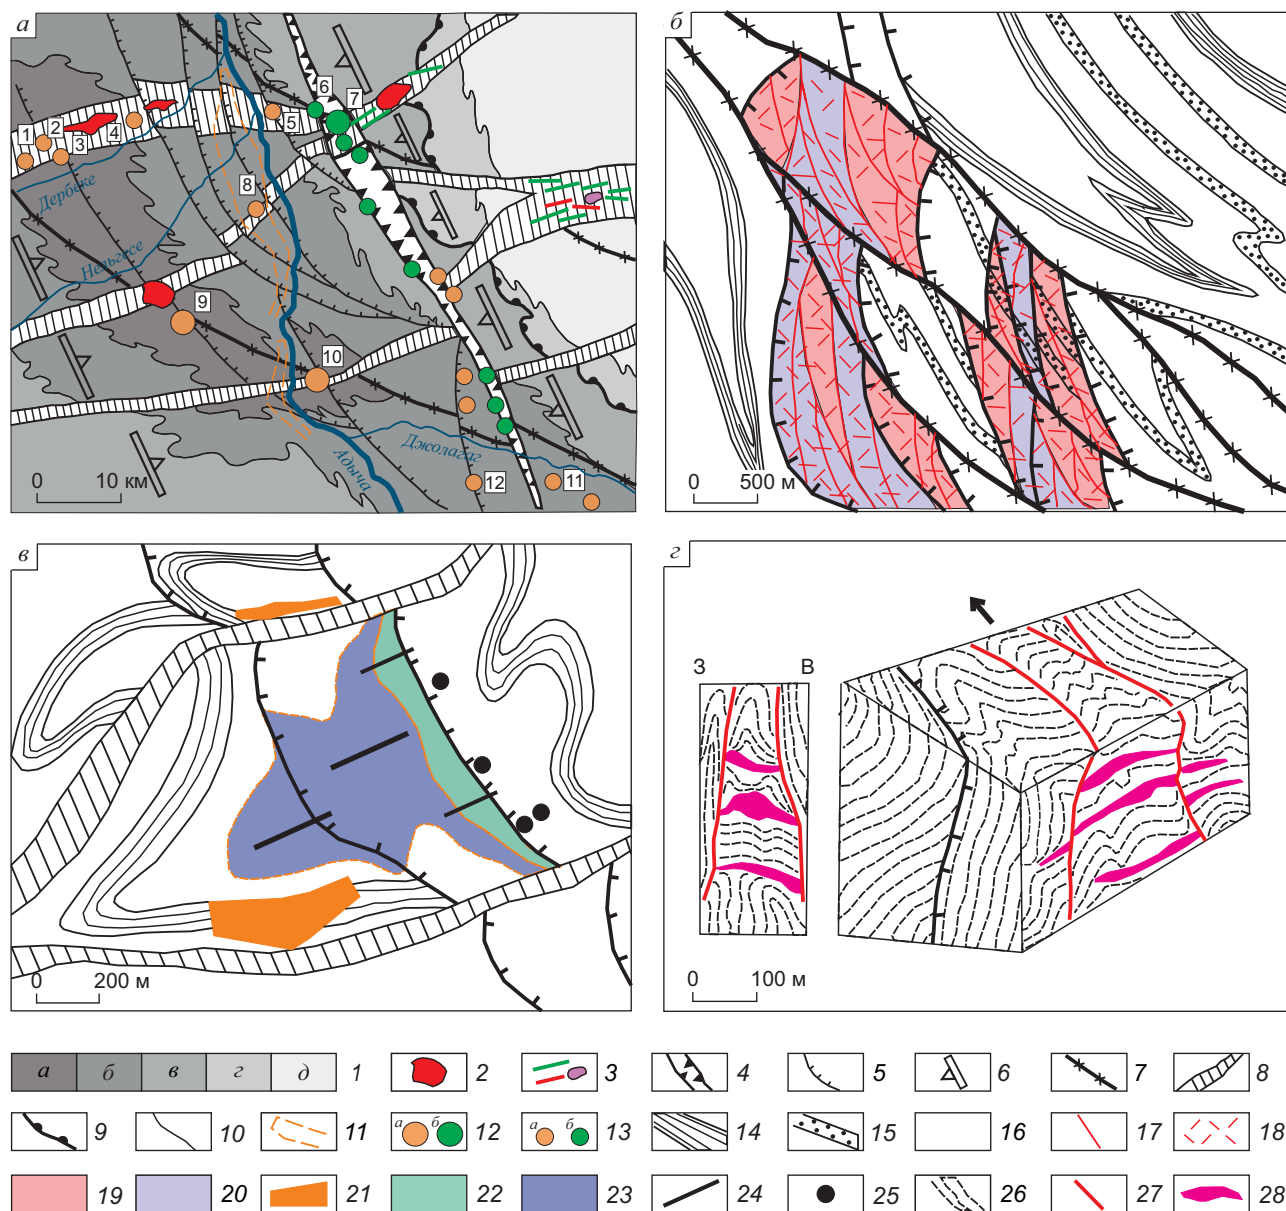 а
б
6
7
1
2
3
4
5
8
Дербеке
Нельгесе
9
10
Джолагаг
Адыча
12
11
0 10 км
0 500 м
в
г
З В
0 200 м
0 100 м
а б в г д 1
2
3
4
5
6
7
8
9
10
11
а б 12
а б 13
14
15
16
17
18
19
20
21
22
23
24
25
26
27
28